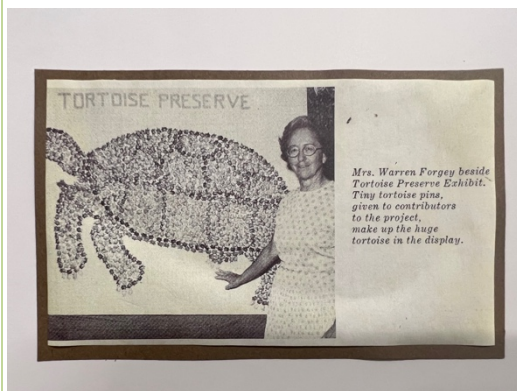 TORTOISE PRESERVE
Mrs. Warren Forgey beside
Tortoise Preserve Exhibit.
Tiny tortoise pins,
given to contributors
to the project,
make up the huge
tortoise in the display.